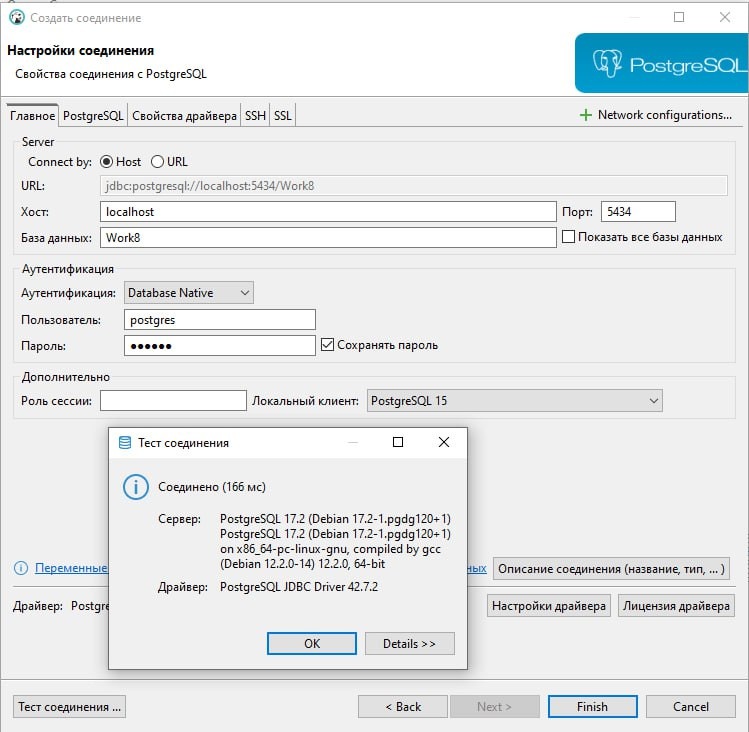 Создать соединение
Настройки соединения
Свойства соединения с PostgreSQL
PostgreSQL
Главное PostgreSQL Свойства драйвера SSH SSL
Network configurations...
Server
Connect by: Host URL
URL: jdbc:postgresql://localhost:5434/Work8
Хост: localhost Порт: 5434
База данных: Work8 Показать все базы данных
Аутентификация
Аутентификация: Database Native
Пользователь: postgres
Пароль: ●●●●●● Сохранять пароль
Дополнительно
Роль сессии: Локальный клиент: PostgreSQL 15
Тест соединения
Соединено (166 мс)
Сервер: PostgreSQL 17.2 (Debian 17.2-1.pgdg120+1)
PostgreSQL 17.2 (Debian 17.2-1.pgdg120+1)
on x86_64-pc-linux-gnu, compiled by gcc
(Debian 12.2.0-14) 12.2.0, 64-bit
Драйвер: PostgreSQL JDBC Driver 42.7.2
OK Details >>
Переменные ных Описание соединения (название, тип, ... )
Драйвер: Postgre Настройки драйвера Лицензия драйвера
Тест соединения ... < Back Next > Finish Cancel